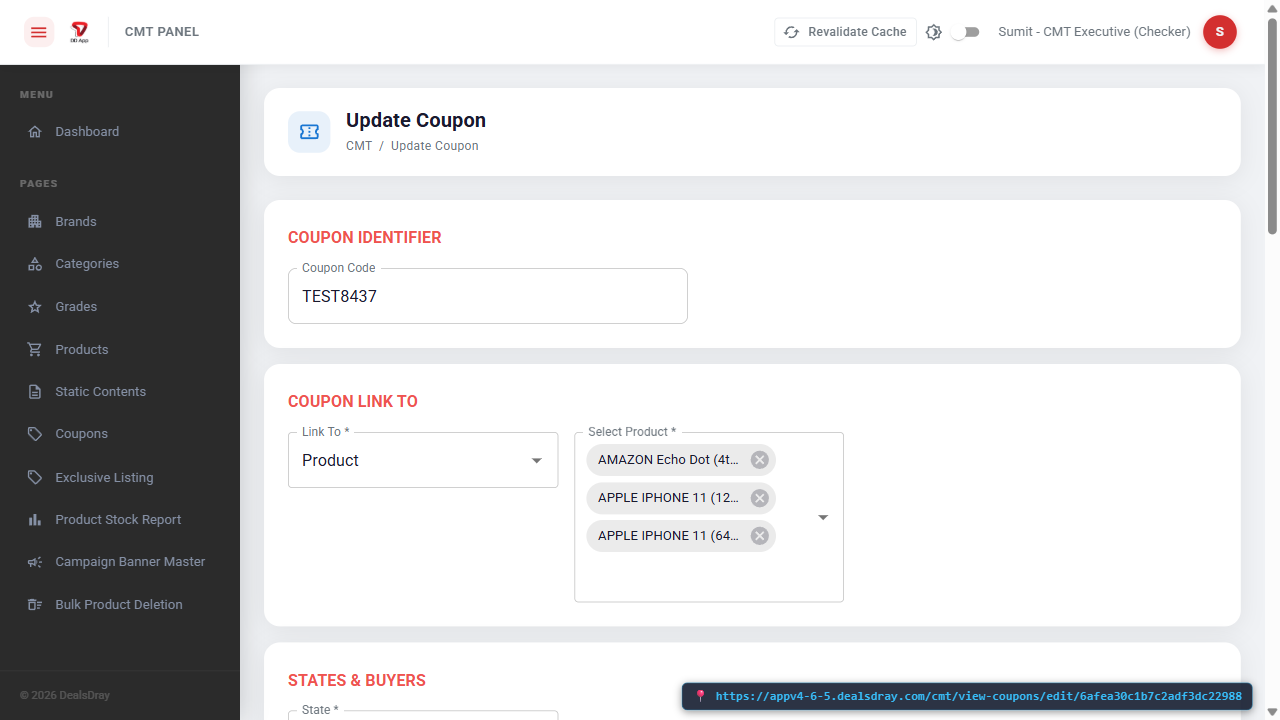 DD App
CMT PANEL
Revalidate Cache
Sumit - CMT Executive (Checker)
S
MENU
Dashboard
PAGES
Brands
Categories
Grades
Products
Static Contents
Coupons
Exclusive Listing
Product Stock Report
Campaign Banner Master
Bulk Product Deletion
© 2026 DealsDray
Update Coupon
CMT / Update Coupon
COUPON IDENTIFIER
Coupon Code
TEST8437
COUPON LINK TO
Link To *
Product
Select Product *
AMAZON Echo Dot (4t...
APPLE IPHONE 11 (12...
APPLE IPHONE 11 (64...
STATES & BUYERS
State *
https://appv4-6-5.dealsdray.com/cmt/view-coupons/edit/6afea30c1b7c2adf3dc22988